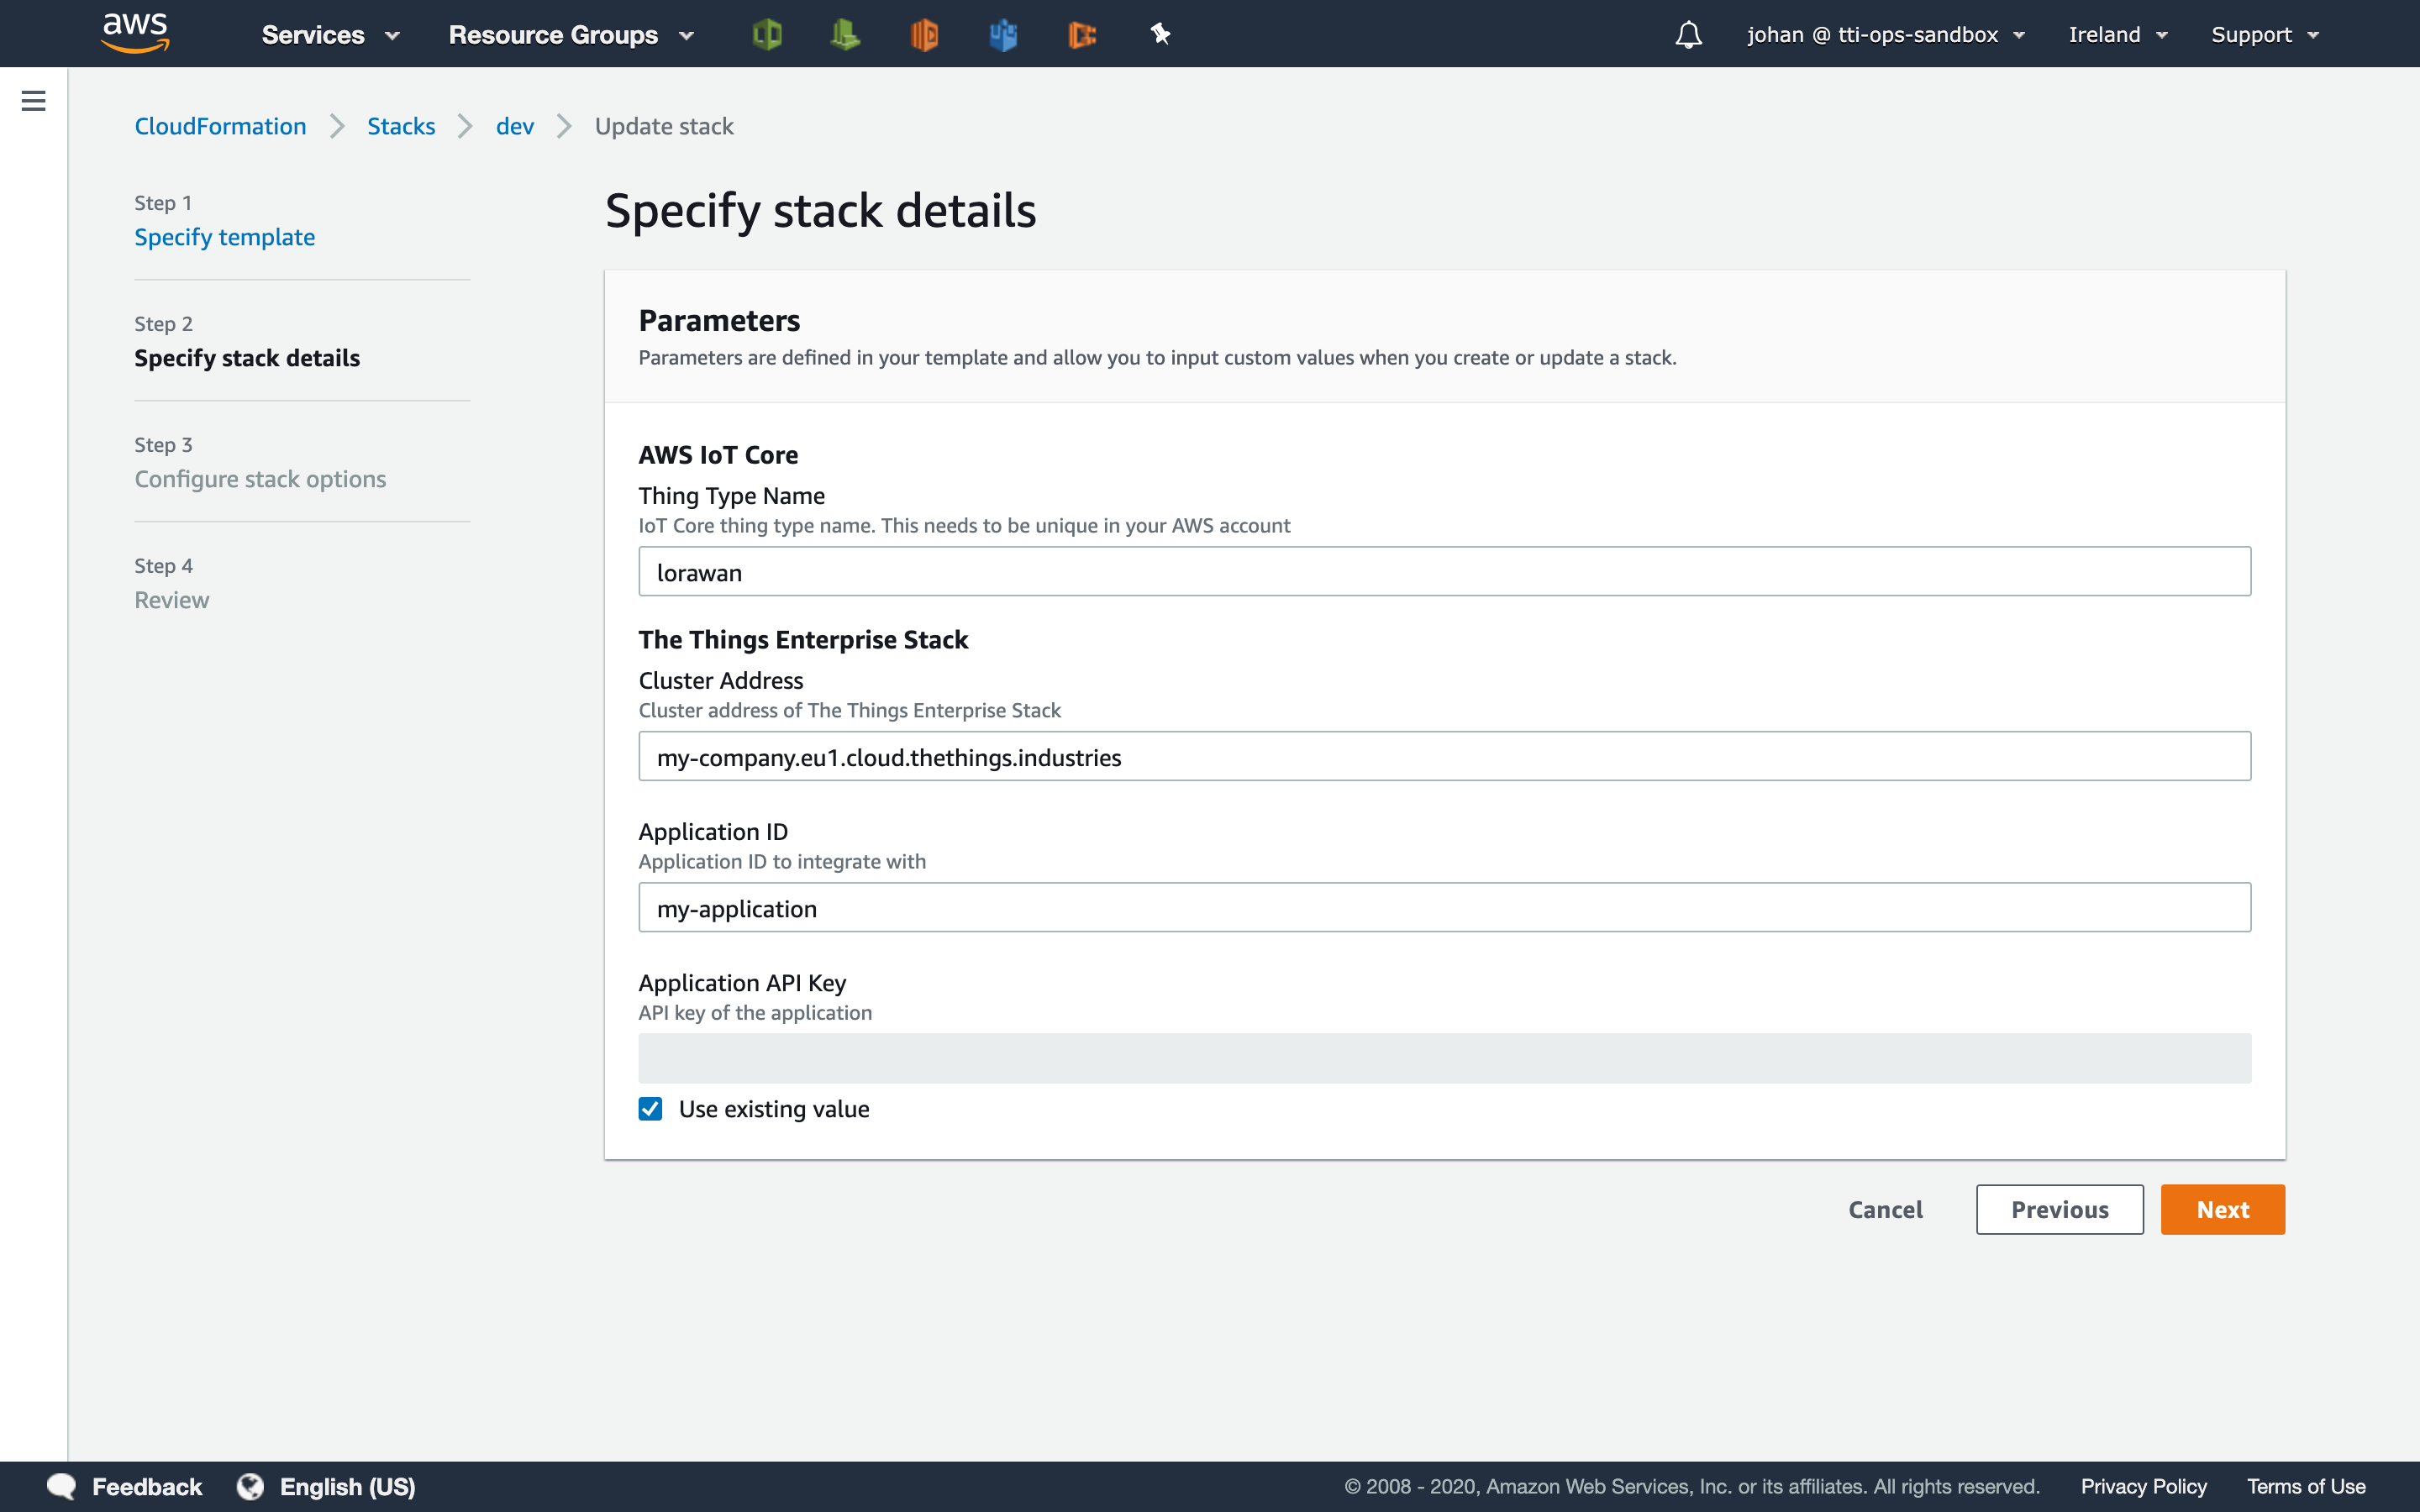 aws Services Resource Groups johan @ tti-ops-sandbox Ireland Support
CloudFormation Stacks dev Update stack
Step 1
Specify template
Step 2
Specify stack details
Step 3
Configure stack options
Step 4
Review
Specify stack details
Parameters
Parameters are defined in your template and allow you to input custom values when you create or update a stack.
AWS IoT Core
Thing Type Name
IoT Core thing type name. This needs to be unique in your AWS account
lorawan
The Things Enterprise Stack
Cluster Address
Cluster address of The Things Enterprise Stack
my-company.eu1.cloud.thethings.industries
Application ID
Application ID to integrate with
my-application
Application API Key
API key of the application
Use existing value
Cancel Previous Next
Feedback English (US) © 2008 - 2020, Amazon Web Services, Inc. or its affiliates. All rights reserved. Privacy Policy Terms of Use